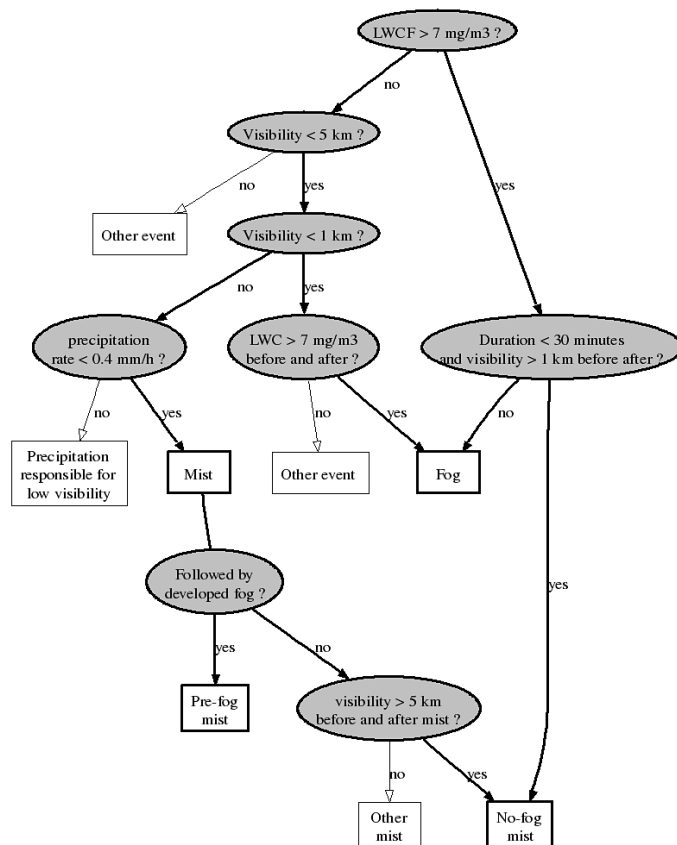 LWCF > 7 mg/m3 ?
no
Visibility < 5 km ?
no
yes
yes
Other event
Visibility < 1 km ?
no
yes
precipitation
rate < 0.4 mm/h ?
LWC > 7 mg/m3
before and after ?
Duration < 30 minutes
and visibility > 1 km before after ?
no
yes
no
yes
no
Precipitation
responsible for
low visibility
Mist
Other event
Fog
Followed by
developed fog ?
yes
yes
no
Pre-fog
mist
visibility > 5 km
before and after mist ?
no
yes
Other
mist
No-fog
mist